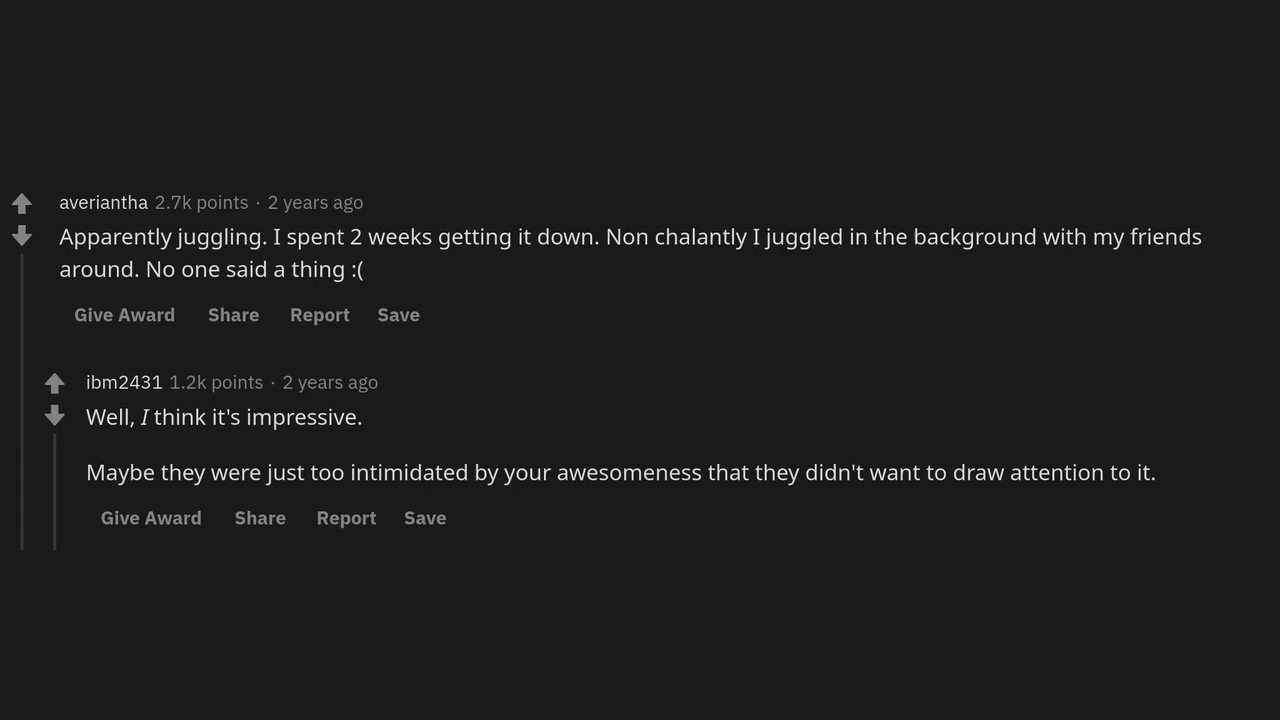 averiantha 2.7k points · 2 years ago
Apparently juggling. I spent 2 weeks getting it down. Non chalantly I juggled in the background with my friends
around. No one said a thing :(
Give Award Share Report Save
ibm2431 1.2k points · 2 years ago
Well, I think it's impressive.
Maybe they were just too intimidated by your awesomeness that they didn't want to draw attention to it.
Give Award Share Report Save